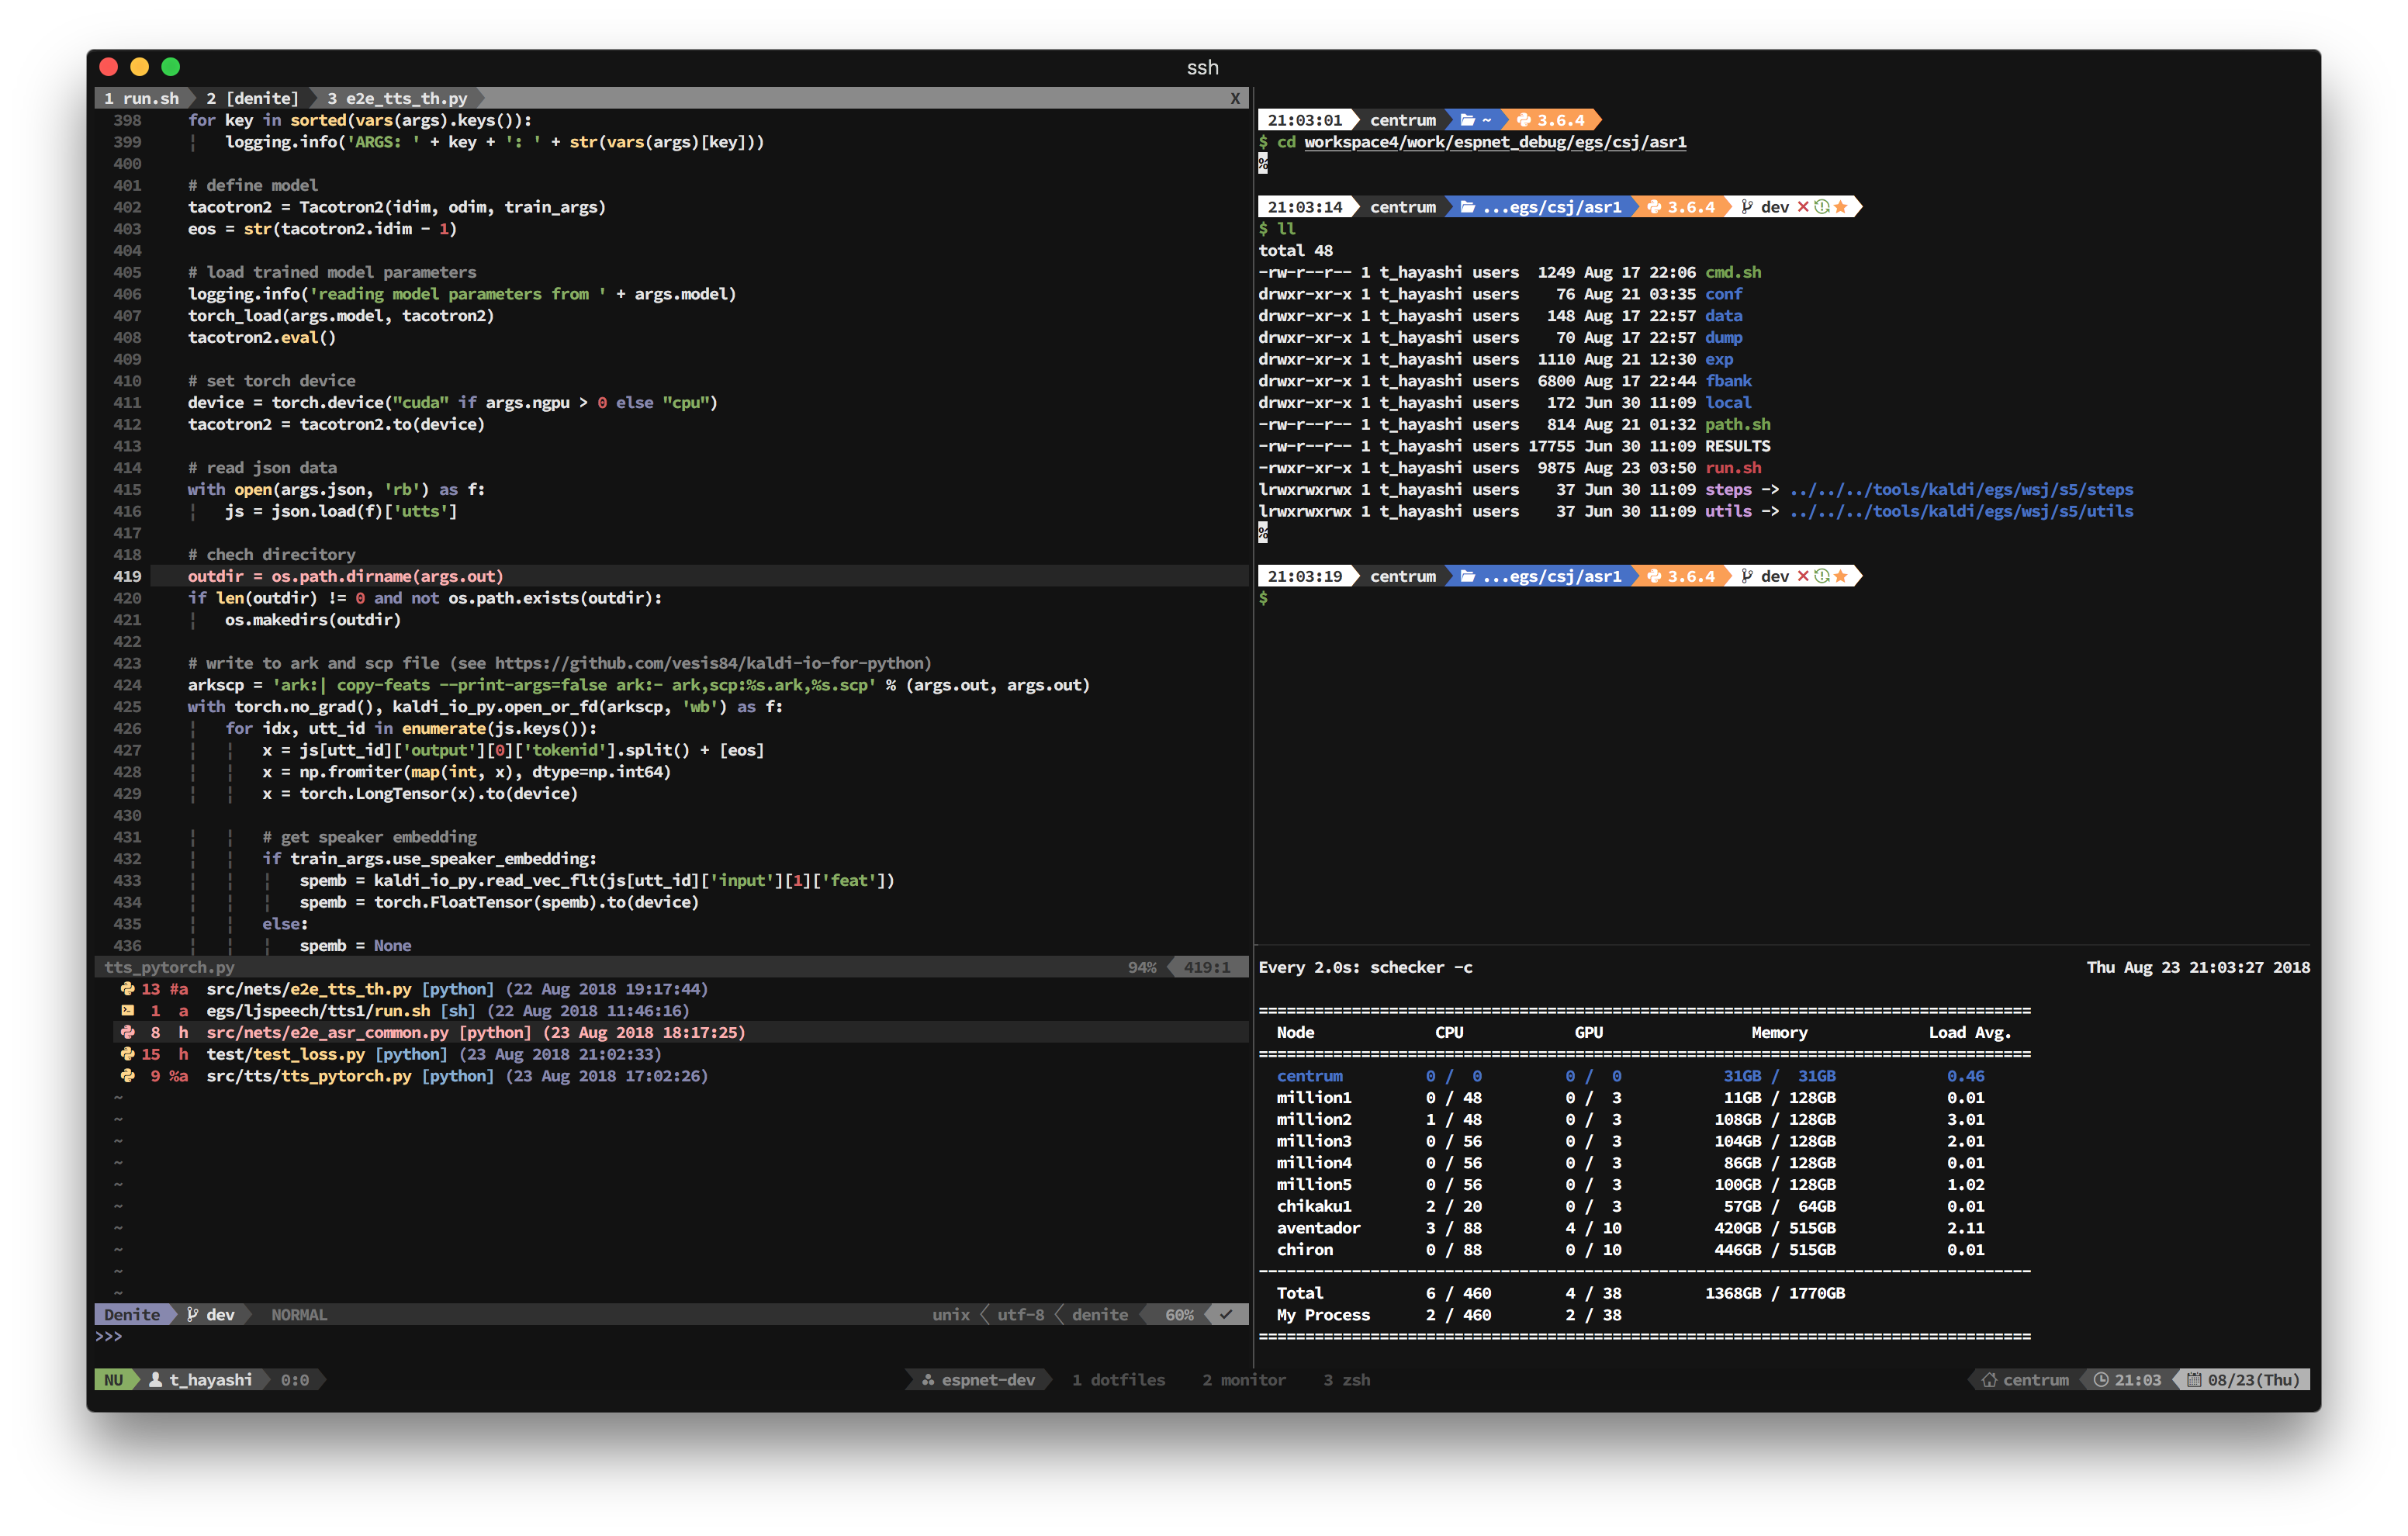 ssh
1 run.sh 2 [denite] 3 e2e_tts_th.py X
398 for key in sorted(vars(args).keys()):
399 logging.info('ARGS: ' + key + ': ' + str(vars(args)[key]))
400
401 # define model
402 tacotron2 = Tacotron2(idim, odim, train_args)
403 eos = str(tacotron2.idim - 1)
404
405 # load trained model parameters
406 logging.info('reading model parameters from ' + args.model)
407 torch_load(args.model, tacotron2)
408 tacotron2.eval()
409
410 # set torch device
411 device = torch.device("cuda" if args.ngpu > 0 else "cpu")
412 tacotron2 = tacotron2.to(device)
413
414 # read json data
415 with open(args.json, 'rb') as f:
416 js = json.load(f)['utts']
417
418 # chech direcitory
419 outdir = os.path.dirname(args.out)
420 if len(outdir) != 0 and not os.path.exists(outdir):
421 os.makedirs(outdir)
422
423 # write to ark and scp file (see https://github.com/vesis84/kaldi-io-for-python)
424 arkscp = 'ark:| copy-feats --print-args=false ark:- ark,scp:%s.ark,%s.scp' % (args.out, args.out)
425 with torch.no_grad(), kaldi_io_py.open_or_fd(arkscp, 'wb') as f:
426 for idx, utt_id in enumerate(js.keys()):
427 x = js[utt_id]['output'][0]['tokenid'].split() + [eos]
428 x = np.fromiter(map(int, x), dtype=np.int64)
429 x = torch.LongTensor(x).to(device)
430
431 # get speaker embedding
432 if train_args.use_speaker_embedding:
433 spemb = kaldi_io_py.read_vec_flt(js[utt_id]['input'][1]['feat'])
434 spemb = torch.FloatTensor(spemb).to(device)
435 else:
436 spemb = None
tts_pytorch.py 94% 419:1
13 #a src/nets/e2e_tts_th.py [python] (22 Aug 2018 19:17:44)
1 a egs/ljspeech/tts1/run.sh [sh] (22 Aug 2018 11:46:16)
8 h src/nets/e2e_asr_common.py [python] (23 Aug 2018 18:17:25)
15 h test/test_loss.py [python] (23 Aug 2018 21:02:33)
9 %a src/tts/tts_pytorch.py [python] (23 Aug 2018 17:02:26)
~
~
~
~
~
~
~
~
~
~
Denite dev NORMAL unix utf-8 denite 60% ✓
>>>
21:03:01 centrum ~ 3.6.4
$ cd workspace4/work/espnet_debug/egs/csj/asr1
%
21:03:14 centrum ...egs/csj/asr1 3.6.4 dev
$ ll
total 48
-rw-r--r-- 1 t_hayashi users 1249 Aug 17 22:06 cmd.sh
drwxr-xr-x 1 t_hayashi users 76 Aug 21 03:35 conf
drwxr-xr-x 1 t_hayashi users 148 Aug 17 22:57 data
drwxr-xr-x 1 t_hayashi users 70 Aug 17 22:57 dump
drwxr-xr-x 1 t_hayashi users 1110 Aug 21 12:30 exp
drwxr-xr-x 1 t_hayashi users 6800 Aug 17 22:44 fbank
drwxr-xr-x 1 t_hayashi users 172 Jun 30 11:09 local
-rw-r--r-- 1 t_hayashi users 814 Aug 21 01:32 path.sh
-rw-r--r-- 1 t_hayashi users 17755 Jun 30 11:09 RESULTS
-rwxr-xr-x 1 t_hayashi users 9875 Aug 23 03:50 run.sh
lrwxrwxrwx 1 t_hayashi users 37 Jun 30 11:09 steps -> ../../../tools/kaldi/egs/wsj/s5/steps
lrwxrwxrwx 1 t_hayashi users 37 Jun 30 11:09 utils -> ../../../tools/kaldi/egs/wsj/s5/utils
%
21:03:19 centrum ...egs/csj/asr1 3.6.4 dev
$
Every 2.0s: schecker -c Thu Aug 23 21:03:27 2018
===================================================================================
Node CPU GPU Memory Load Avg.
===================================================================================
centrum 0 / 0 0 / 0 31GB / 31GB 0.46
million1 0 / 48 0 / 3 11GB / 128GB 0.01
million2 1 / 48 0 / 3 108GB / 128GB 3.01
million3 0 / 56 0 / 3 104GB / 128GB 2.01
million4 0 / 56 0 / 3 86GB / 128GB 0.01
million5 0 / 56 0 / 3 100GB / 128GB 1.02
chikaku1 2 / 20 0 / 3 57GB / 64GB 0.01
aventador 3 / 88 4 / 10 420GB / 515GB 2.11
chiron 0 / 88 0 / 10 446GB / 515GB 0.01
-----------------------------------------------------------------------------------
Total 6 / 460 4 / 38 1368GB / 1770GB
My Process 2 / 460 2 / 38
===================================================================================
NU t_hayashi 0:0 espnet-dev 1 dotfiles 2 monitor 3 zsh centrum 21:03 08/23(Thu)